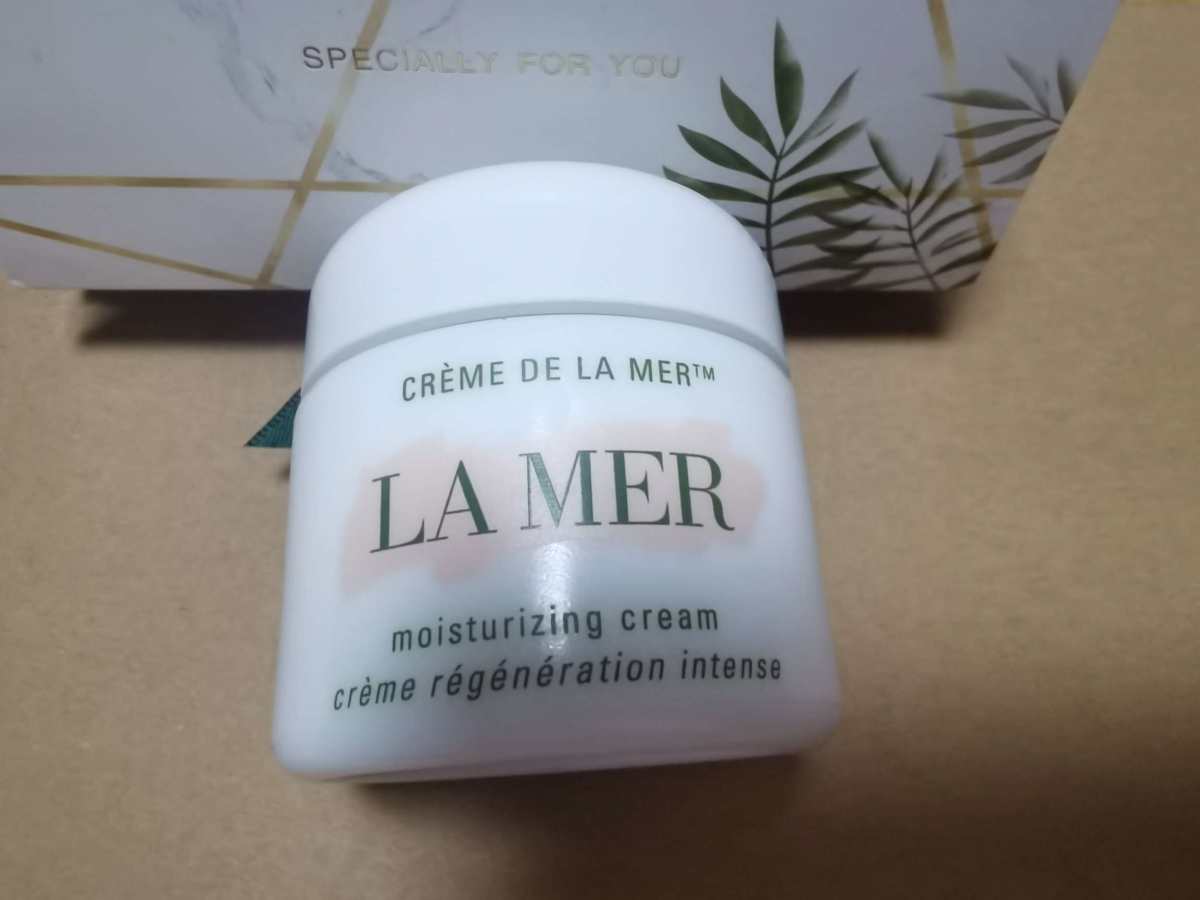 SPECIALLY FOR YOU
CRÈME DE LA MER™
LA MER
moisturizing cream
crème régénération intense